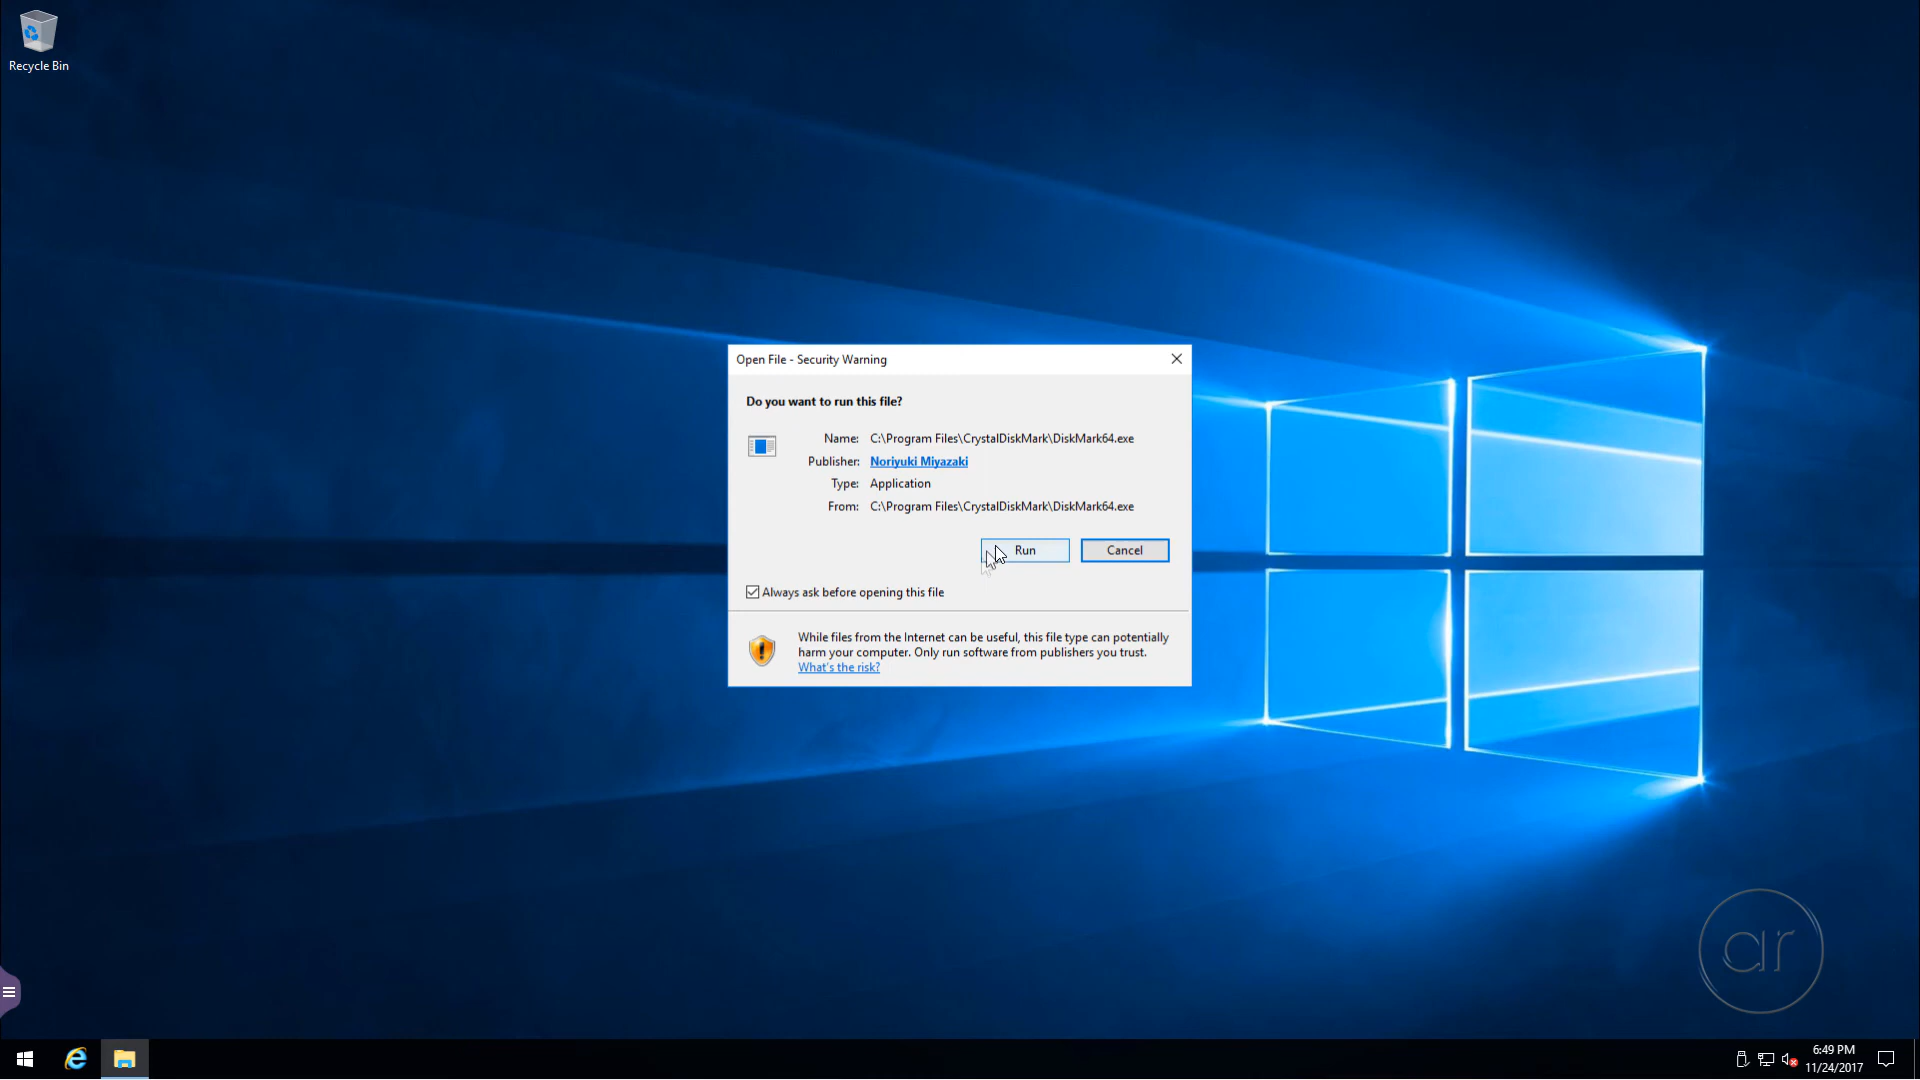 Recycle Bin
Open File - Security Warning
Do you want to run this file?
Name: C:\Program Files\CrystalDiskMark\DiskMark64.exe
Publisher: Noriyuki Miyazaki
Type: Application
From: C:\Program Files\CrystalDiskMark\DiskMark64.exe
Run Cancel
Always ask before opening this file
While files from the Internet can be useful, this file type can potentially
harm your computer. Only run software from publishers you trust.
What's the risk?
ar
6:49 PM
11/24/2017